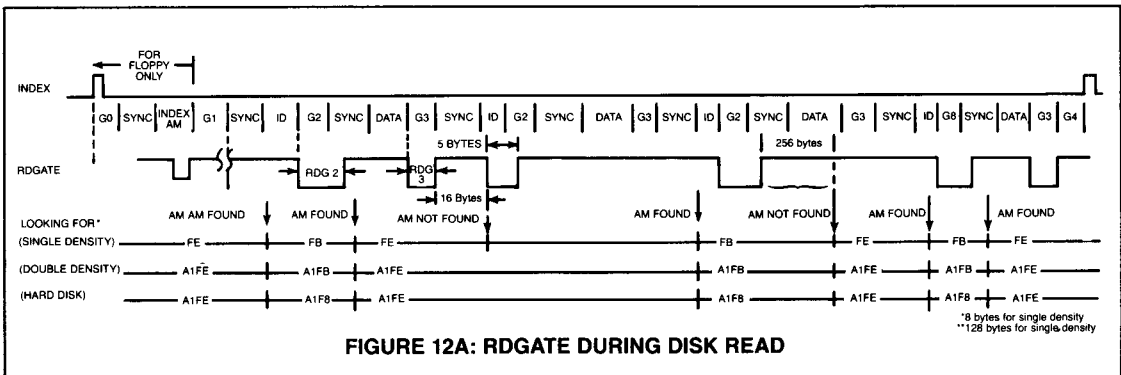 FOR
FLOPPY
ONLY
INDEX
G0 SYNC INDEX AM G1 SYNC ID G2 SYNC DATA G3 SYNC ID G2 SYNC DATA G3 SYNC ID G2 SYNC DATA G3 SYNC ID G8 SYNC DATA G3 G4
5 BYTES
256 bytes
RDGATE
RDG 2
RDG 3
16 Bytes
LOOKING FOR*
AM AM FOUND AM FOUND AM NOT FOUND AM FOUND AM NOT FOUND AM FOUND AM FOUND
(SINGLE DENSITY) FE FB FE FB FE FB FE
(DOUBLE DENSITY) A1FE A1FB A1FE A1FB A1FE A1FB A1FE
(HARD DISK) A1FE A1F8 A1FE A1F8 A1FE A1F8 A1FE
*8 bytes for single density
**128 bytes for single density
FIGURE 12A: RDGATE DURING DISK READ